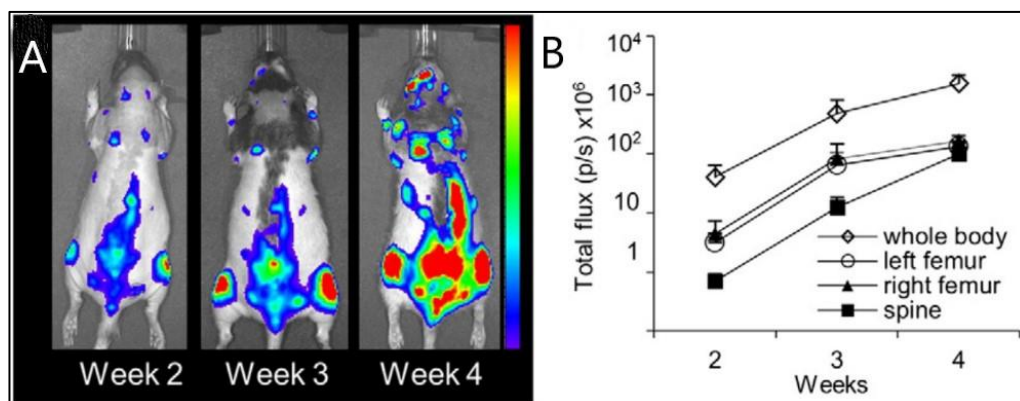 A
Week 2
Week 3
Week 4
B
Total flux (p/s) x10⁶
10⁴
10³
10²
10
1
whole body
left femur
right femur
spine
2
3
4
Weeks